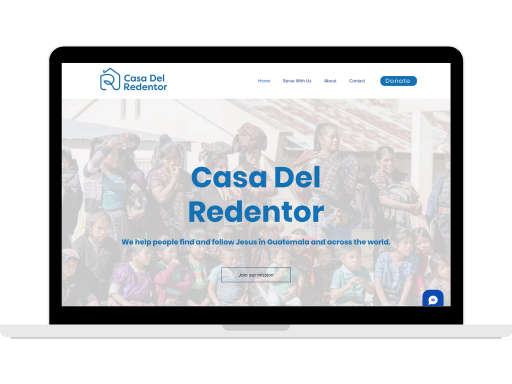 Casa Del
Redentor
Home Serve With Us About Contact Donate
Casa Del
Redentor
We help people find and follow Jesus in Guatemala and across the world.
Join our mission